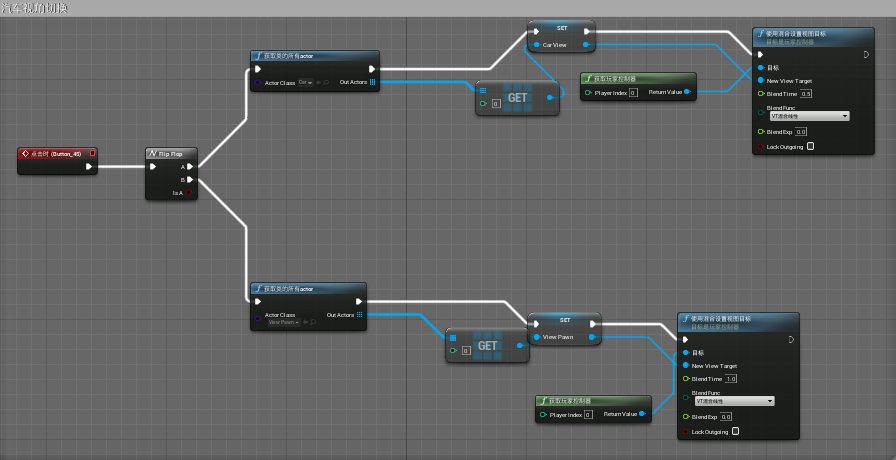 汽车视角切换
SET
Car View
使用混合设置视图目标
目标是玩家控制器
目标
New View Target
Blend Time 0.5
Blend Func
VT混合线性
Blend Exp 0.0
Lock Outgoing
获取类的所有actor
Actor Class Car
Out Actors
0
GET
获取玩家控制器
Player Index 0
Return Value
点击时 (Button_45)
Flip Flop
A
B
Is A
获取类的所有actor
Actor Class
View Pawn
Out Actors
0
GET
SET
View Pawn
使用混合设置视图目标
目标是玩家控制器
目标
New View Target
Blend Time 1.0
Blend Func
VT混合线性
Blend Exp 0.0
Lock Outgoing
获取玩家控制器
Player Index 0
Return Value